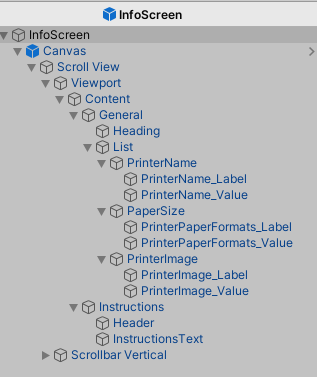 InfoScreen
InfoScreen
Canvas
Scroll View
Viewport
Content
General
Heading
List
PrinterName
PrinterName_Label
PrinterName_Value
PaperSize
PrinterPaperFormats_Label
PrinterPaperFormats_Value
PrinterImage
PrinterImage_Label
PrinterImage_Value
Instructions
Header
InstructionsText
Scrollbar Vertical